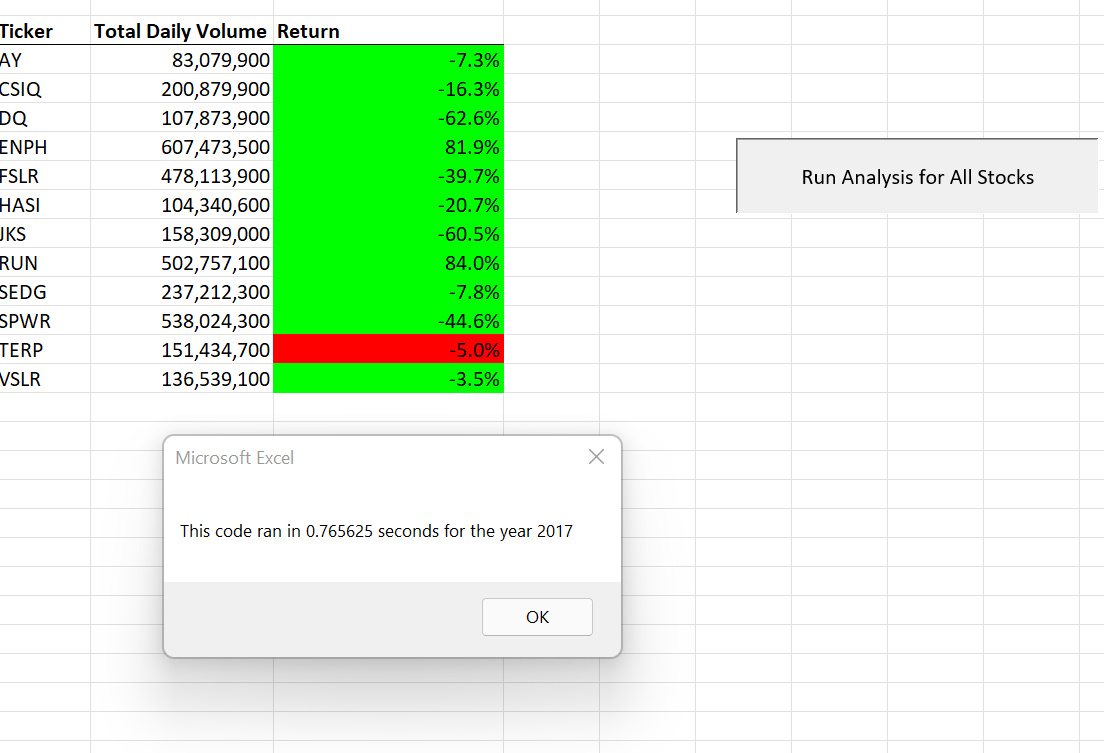 Ticker Total Daily Volume Return
AY 83,079,900 -7.3%
CSIQ 200,879,900 -16.3%
DQ 107,873,900 -62.6%
ENPH 607,473,500 81.9%
FSLR 478,113,900 -39.7%
HASI 104,340,600 -20.7%
JKS 158,309,000 -60.5%
RUN 502,757,100 84.0%
SEDG 237,212,300 -7.8%
SPWR 538,024,300 -44.6%
TERP 151,434,700 -5.0%
VSLR 136,539,100 -3.5%
Run Analysis for All Stocks
Microsoft Excel
This code ran in 0.765625 seconds for the year 2017
OK